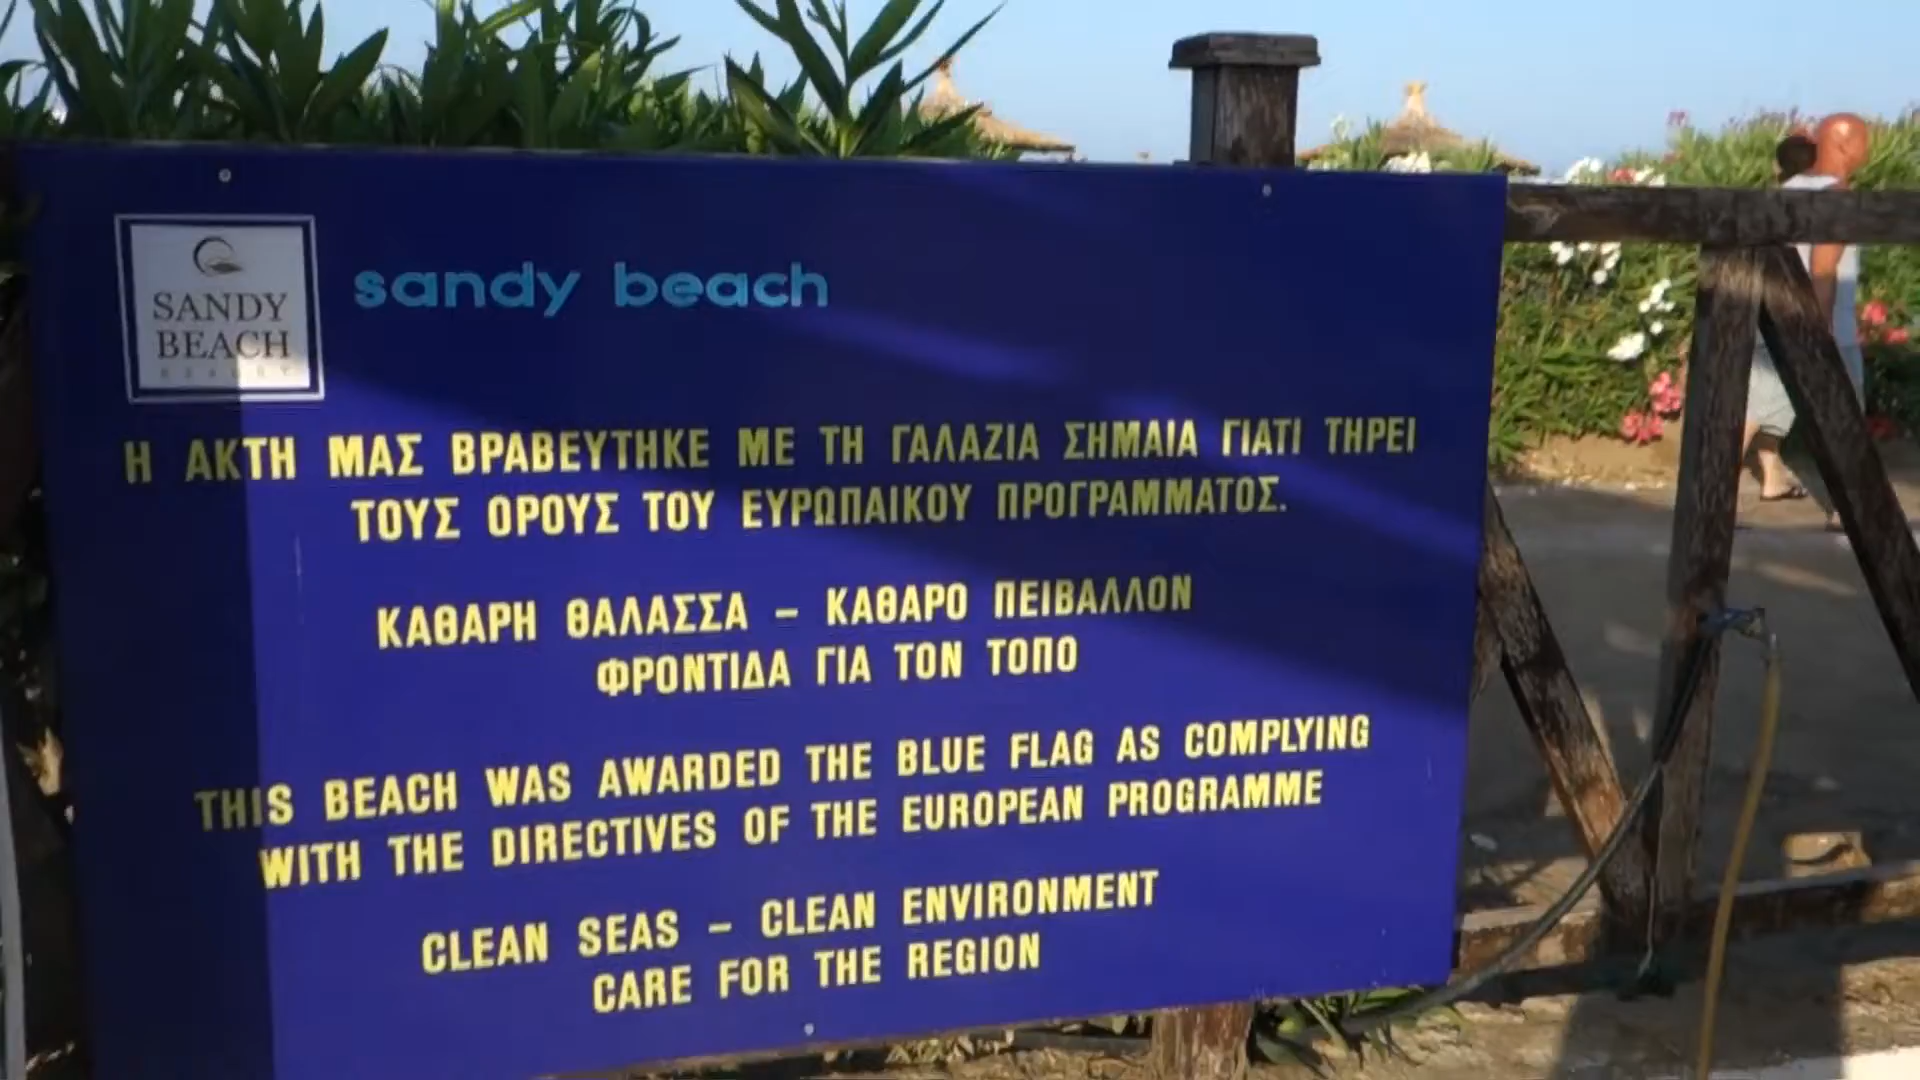 SANDY
BEACH
RESORT
sandy beach
Η ΑΚΤΗ ΜΑΣ ΒΡΑΒΕΥΤΗΚΕ ΜΕ ΤΗ ΓΑΛΑΖΙΑ ΣΗΜΑΙΑ ΓΙΑΤΙ ΤΗΡΕΙ
ΤΟΥΣ ΟΡΟΥΣ ΤΟΥ ΕΥΡΩΠΑΙΚΟΥ ΠΡΟΓΡΑΜΜΑΤΟΣ.
ΚΑΘΑΡΗ ΘΑΛΑΣΣΑ – ΚΑΘΑΡΟ ΠΕΙΒΑΛΛΟΝ
ΦΡΟΝΤΙΔΑ ΓΙΑ ΤΟΝ ΤΟΠΟ
THIS BEACH WAS AWARDED THE BLUE FLAG AS COMPLYING
WITH THE DIRECTIVES OF THE EUROPEAN PROGRAMME
CLEAN SEAS – CLEAN ENVIRONMENT
CARE FOR THE REGION